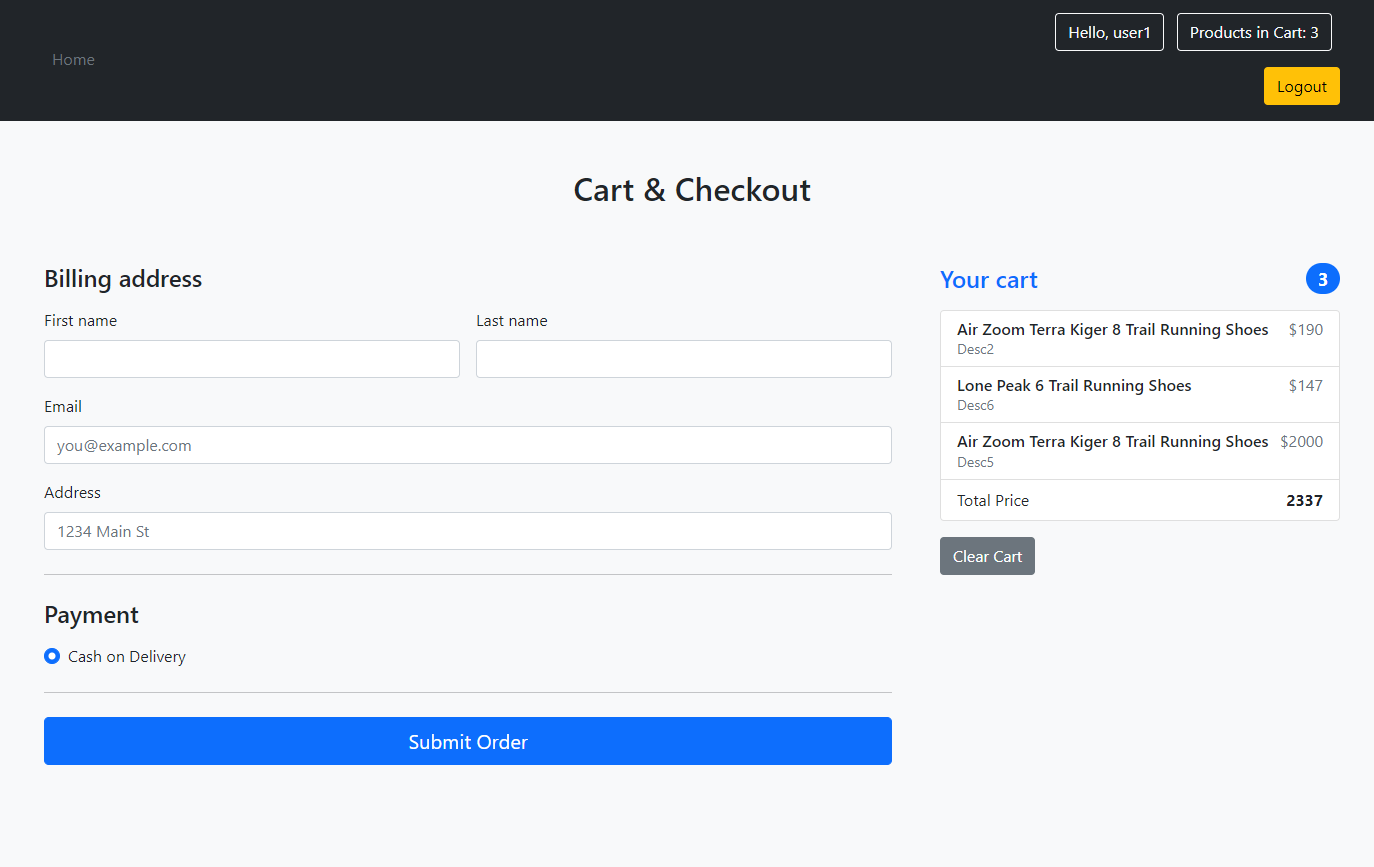 Home
Hello, user1
Products in Cart: 3
Logout
Cart & Checkout
Billing address
First name
Last name
Email
you@example.com
Address
1234 Main St
Payment
Cash on Delivery
Submit Order
Your cart
3
Air Zoom Terra Kiger 8 Trail Running Shoes $190
Desc2
Lone Peak 6 Trail Running Shoes $147
Desc6
Air Zoom Terra Kiger 8 Trail Running Shoes $2000
Desc5
Total Price 2337
Clear Cart